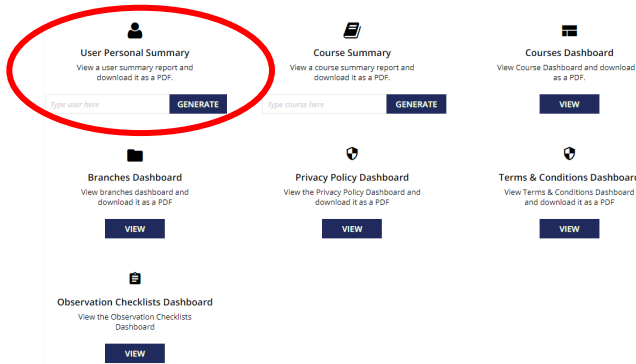 User Personal Summary
View a user summary report and
download it as a PDF.
Type user here
GENERATE
Course Summary
View a course summary report and
download it as a PDF.
Type course here
GENERATE
Courses Dashboard
View Course Dashboard and download
as a PDF.
VIEW
Branches Dashboard
View branches dashboard and
download it as a PDF
VIEW
Privacy Policy Dashboard
View the Privacy Policy Dashboard and
download it as a PDF
VIEW
Terms & Conditions Dashboard
View Terms & Conditions Dashboard
and download it as a PDF
VIEW
Observation Checklists Dashboard
View the Observation Checklists
Dashboard
VIEW